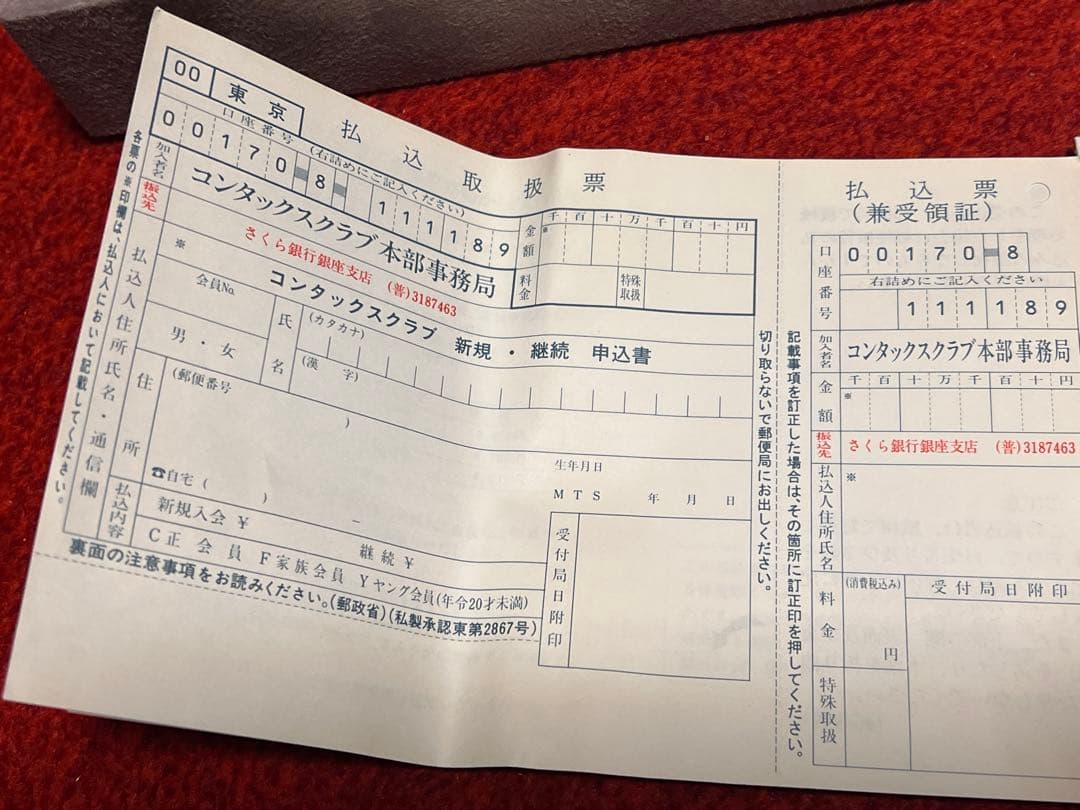 00 東京
払込取扱票
口座番号(右詰めにご記入ください)
00170-8-111189
加入者名
コンタックスクラブ本部事務局
金額
千百十万千百十円
※
料金
特殊取扱
振込先
さくら銀行銀座支店 (普)3187463
※
コンタックスクラブ 新規・継続 申込書
会員No.
氏名
(カタカナ)
(漢字)
男・女
払込人住所氏名・通信欄
住所
(郵便番号 )
☎自宅( ) −
生年月日
M T S 年 月 日
払込内容
新規入会 ¥ 継続 ¥
C 正会員 F 家族会員 Y ヤング会員(年令20才未満)
受付局日附印
各票の※印欄は、払込人において記載してください。
裏面の注意事項をお読みください。(郵政省)(私製承認東第2867号)
切り取らないで郵便局にお出しください。
記載事項を訂正した場合は、その箇所に訂正印を押してください。
払込票
(兼受領証)
口座番号
00170-8
右詰めにご記入ください
111189
加入者名
コンタックスクラブ本部事務局
金額
千百十万千百十円
※
振込先
さくら銀行銀座支店 (普)3187463
払込人住所氏名
※
料金
(消費税込み)
円
受付局日附印
特殊取扱